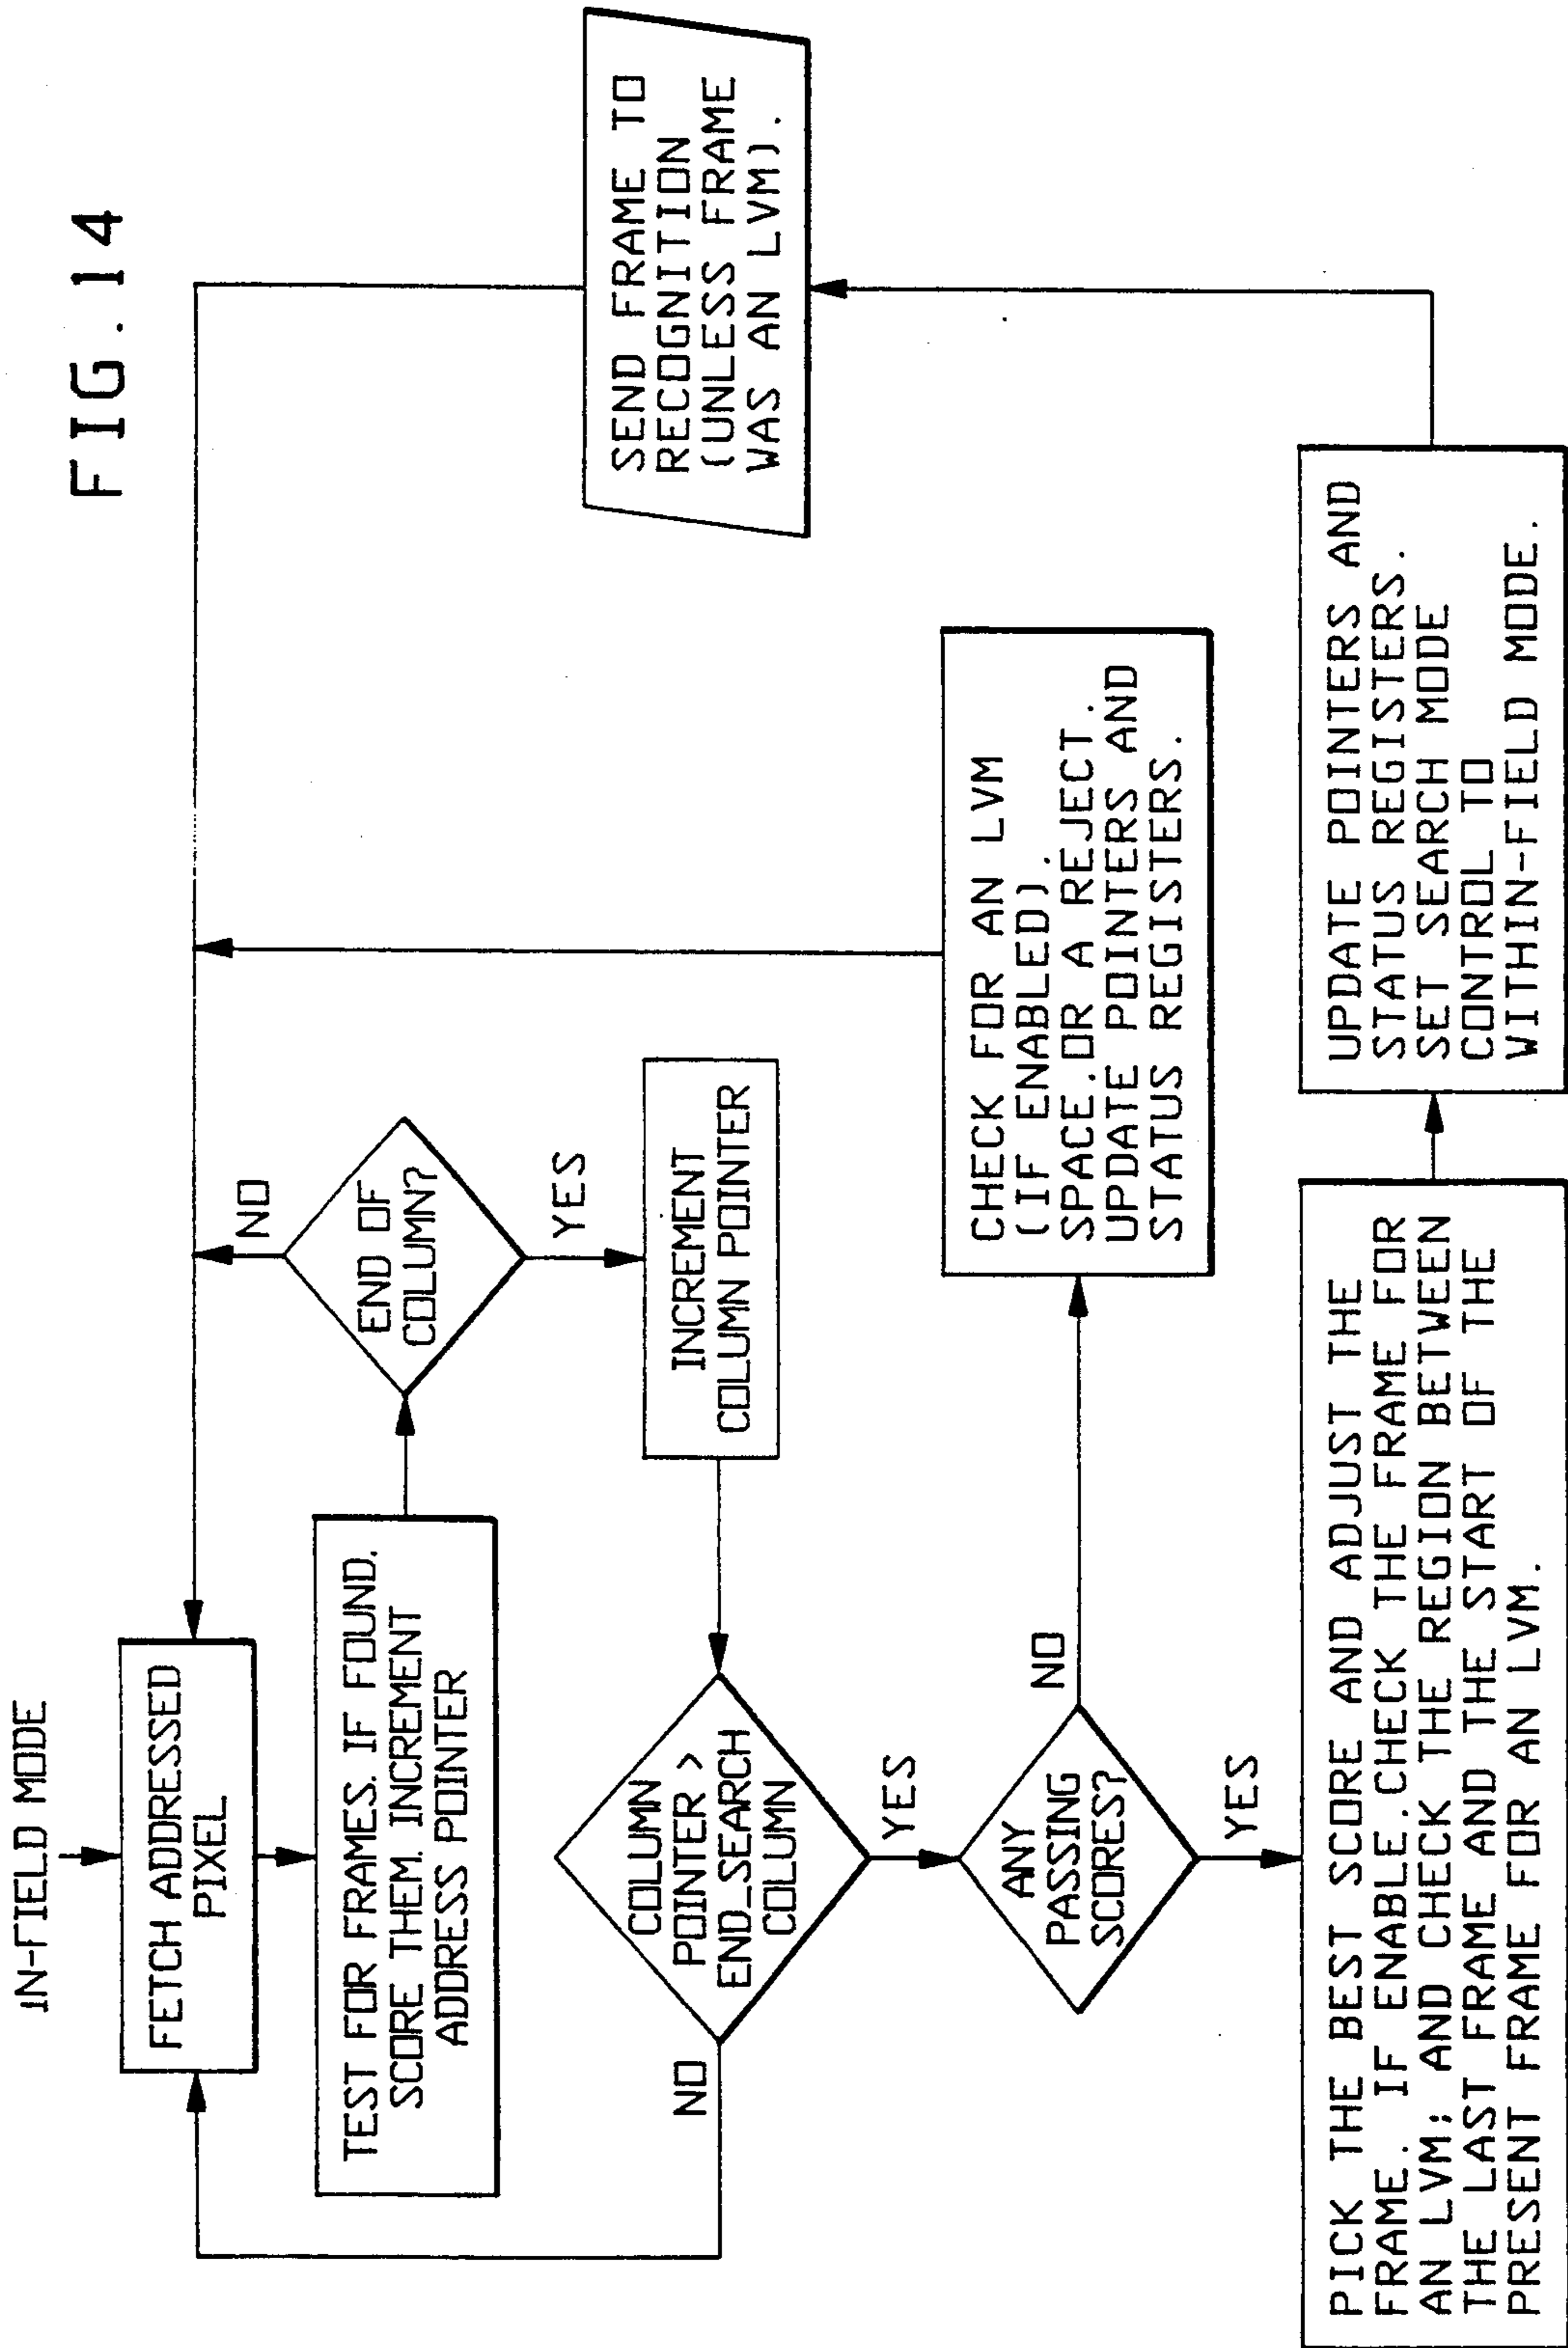 FIG.14
IN-FIELD MODE
FETCH ADDRESSED
PIXEL
TEST FOR FRAMES. IF FOUND.
SCORE THEM. INCREMENT
ADDRESS POINTER
END OF
COLUMN?
NO
YES
INCREMENT
COLUMN POINTER
COLUMN
POINTER >
END_SEARCH
COLUMN
NO
YES
ANY
PASSING
SCORES?
NO
YES
CHECK FOR AN LVM
(IF ENABLED).
SPACE.OR A REJECT.
UPDATE POINTERS AND
STATUS REGISTERS.
PICK THE BEST SCORE AND ADJUST THE
FRAME. IF ENABLE.CHECK THE FRAME FOR
AN LVM; AND CHECK THE REGION BETWEEN
THE LAST FRAME AND THE START OF THE
PRESENT FRAME FOR AN LVM.
UPDATE POINTERS AND
STATUS REGISTERS.
SET SEARCH MODE
CONTROL TO
WITHIN-FIELD MODE.
SEND FRAME TO
RECOGNITION
(UNLESS FRAME
WAS AN LVM).